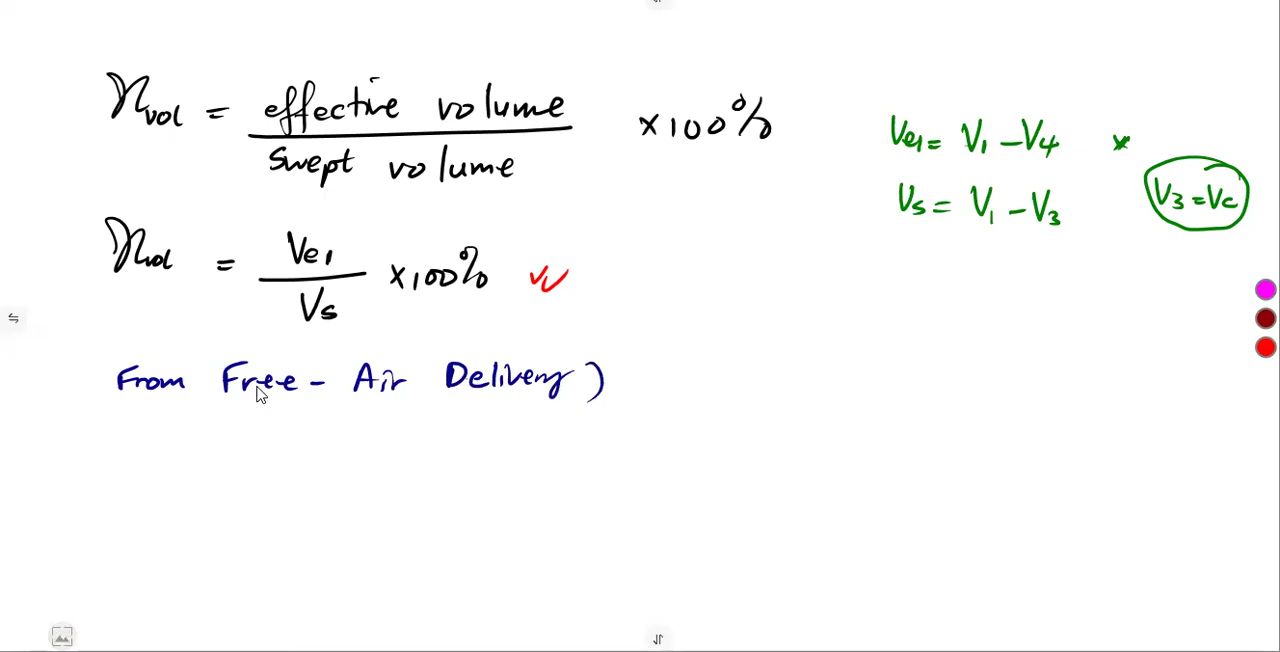 ηvol = effective volume / swept volume ×100%
Ve1 = V1 - V4 *
Vs = V1 - V3
V3 = Vc
ηvol = Ve1 / Vs ×100% ✓✓
From Free - Air Delivery )